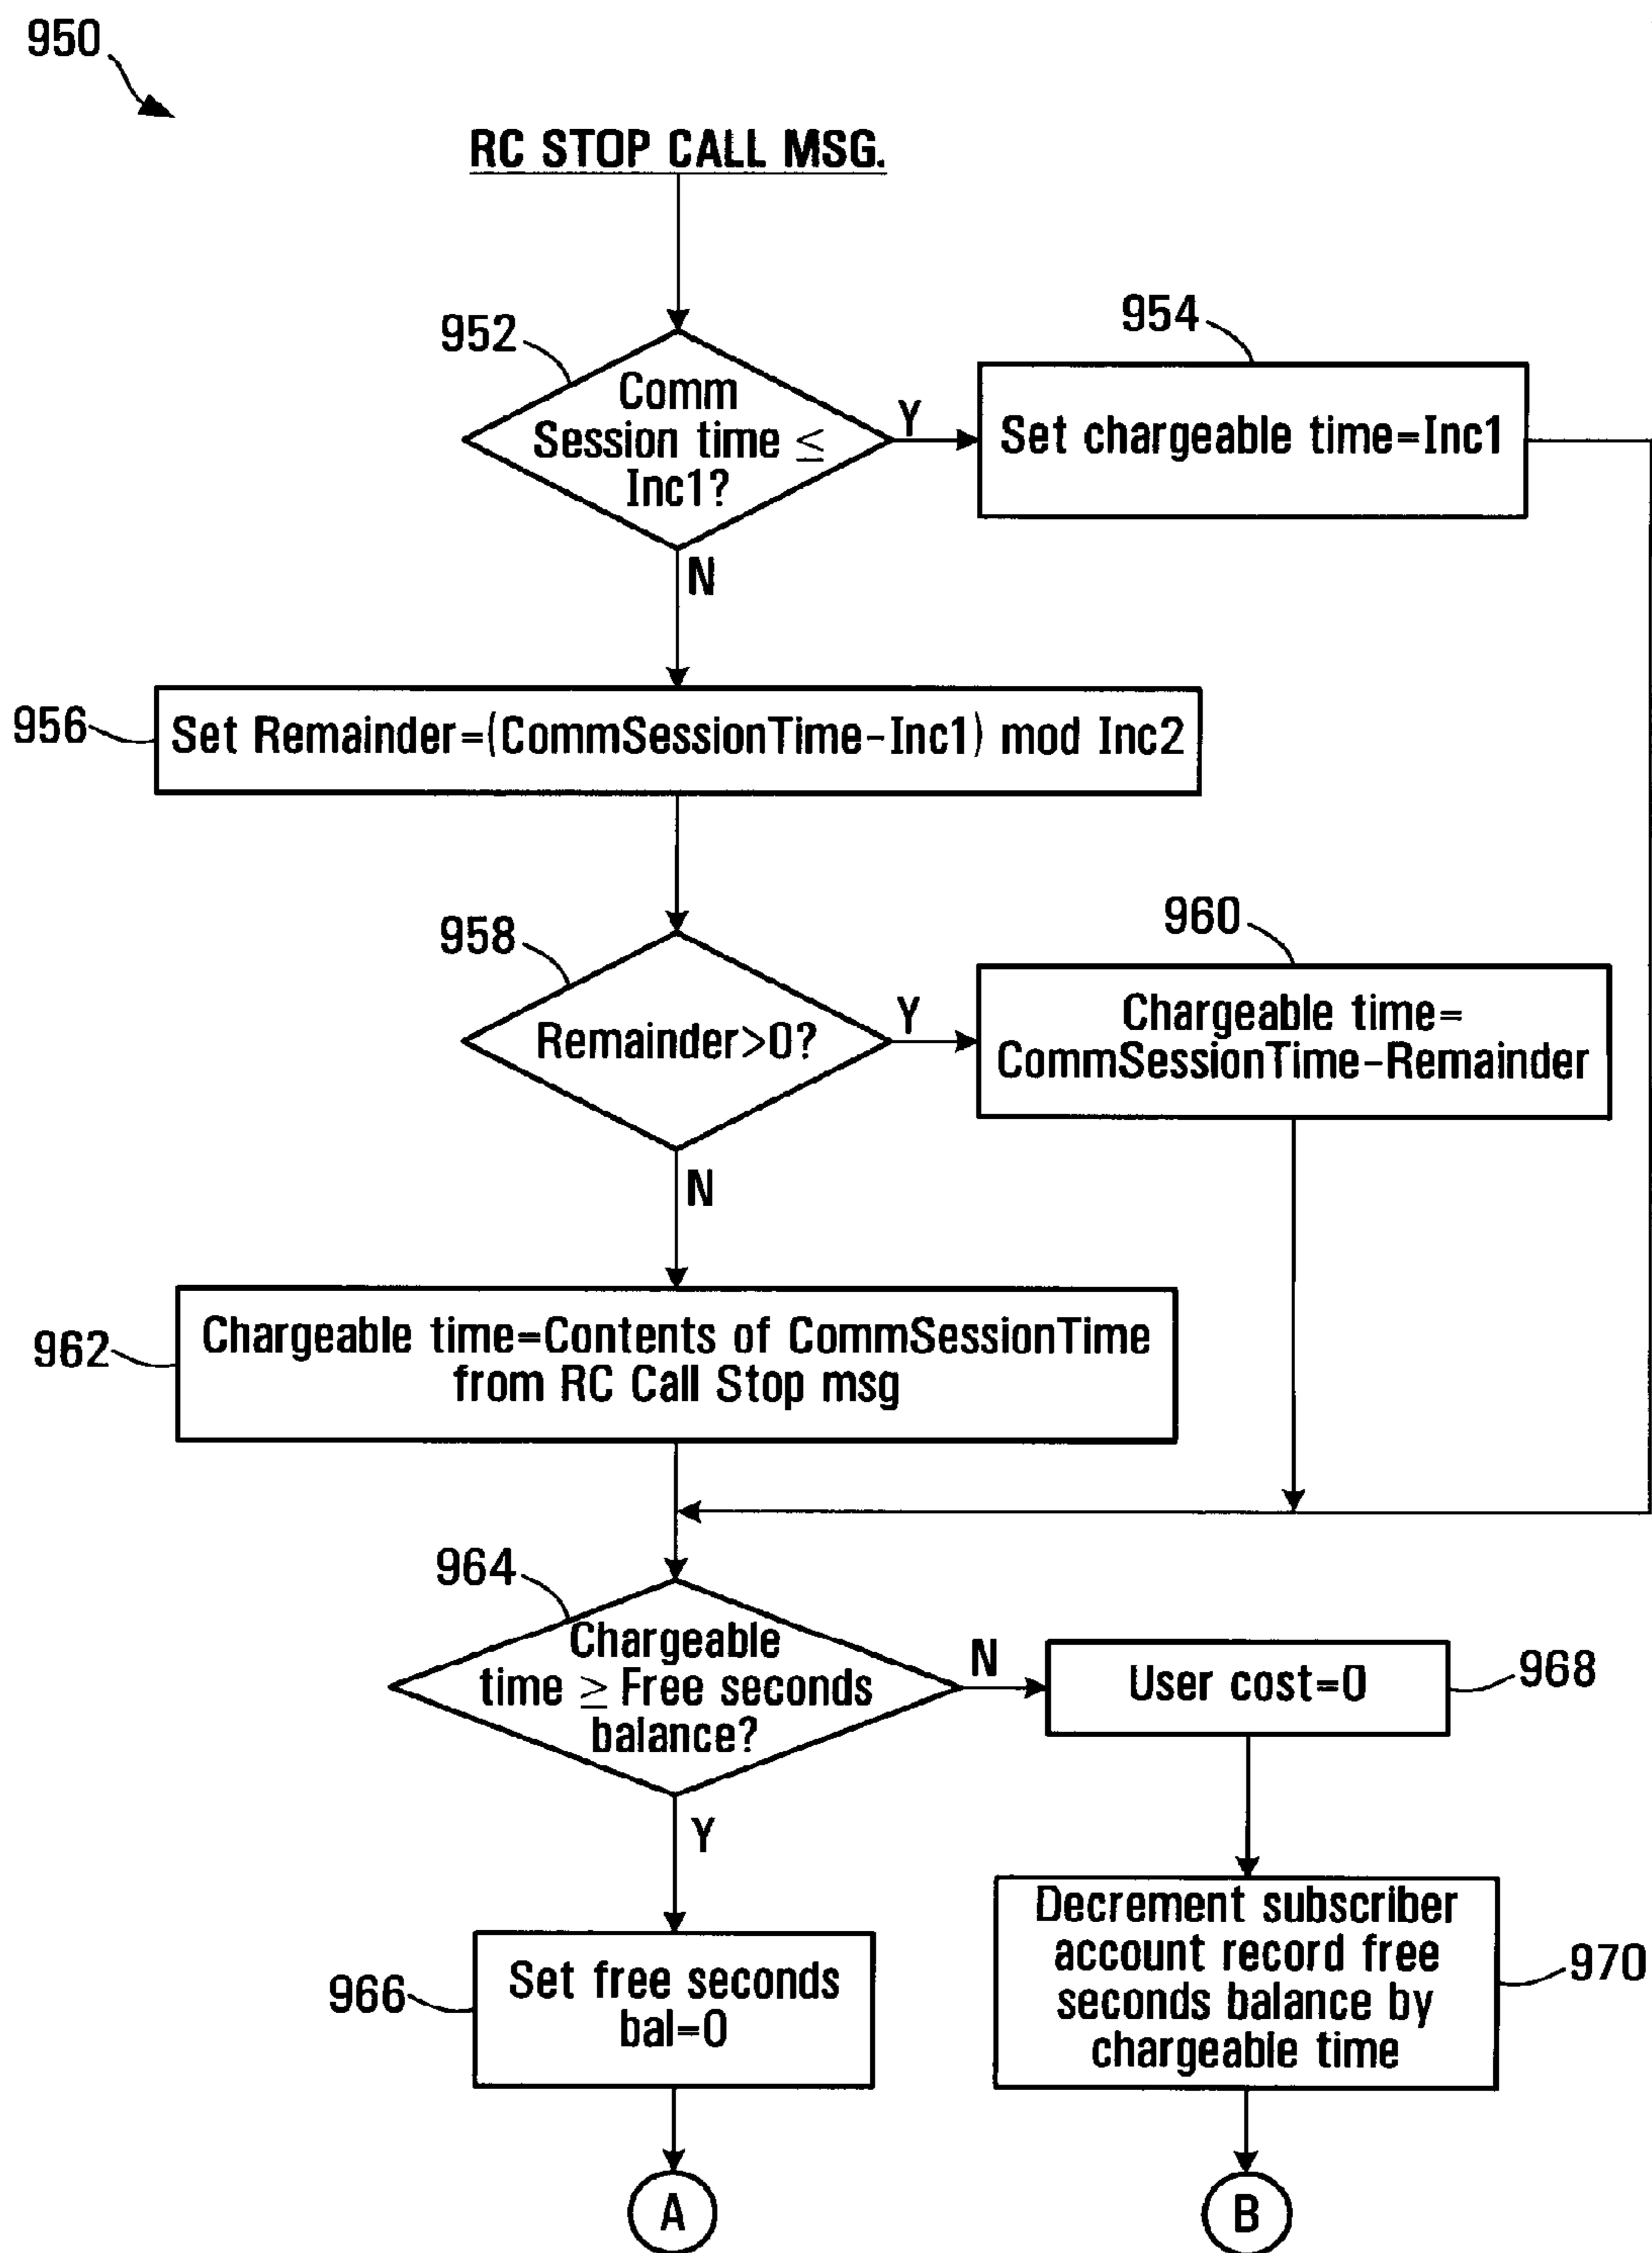 950
RC STOP CALL MSG.
952
Comm
Session time ≤
Inc1?
Y
954
Set chargeable time=Inc1
N
956
Set Remainder=(CommSessionTime-Inc1) mod Inc2
958
Remainder>0?
Y
960
Chargeable time=
CommSessionTime-Remainder
N
962
Chargeable time=Contents of CommSessionTime
from RC Call Stop msg
964
Chargeable
time ≥ Free seconds
balance?
N
User cost=0
968
Y
966
Set free seconds
bal=0
Decrement subscriber
account record free
seconds balance by
chargeable time
970
A
B